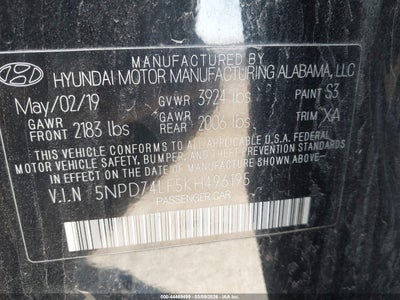 MANUFACTURED BY
HYUNDAI MOTOR MANUFACTURING ALABAMA, LLC
May/02/19 GVWR 3924 lbs PAINT S3
GAWR FRONT 2183 lbs GAWR REAR 2006 lbs TRIM XA
THIS VEHICLE CONFORMS TO ALL APPLICABLE U.S.A. FEDERAL
MOTOR VEHICLE SAFETY, BUMPER, AND THEFT PREVENTION STANDARDS
IN EFFECT ON THE DATE OF MANUFACTURE SHOWN ABOVE.
V.I.N 5NPD74LF5KH496195
PASSENGER CAR